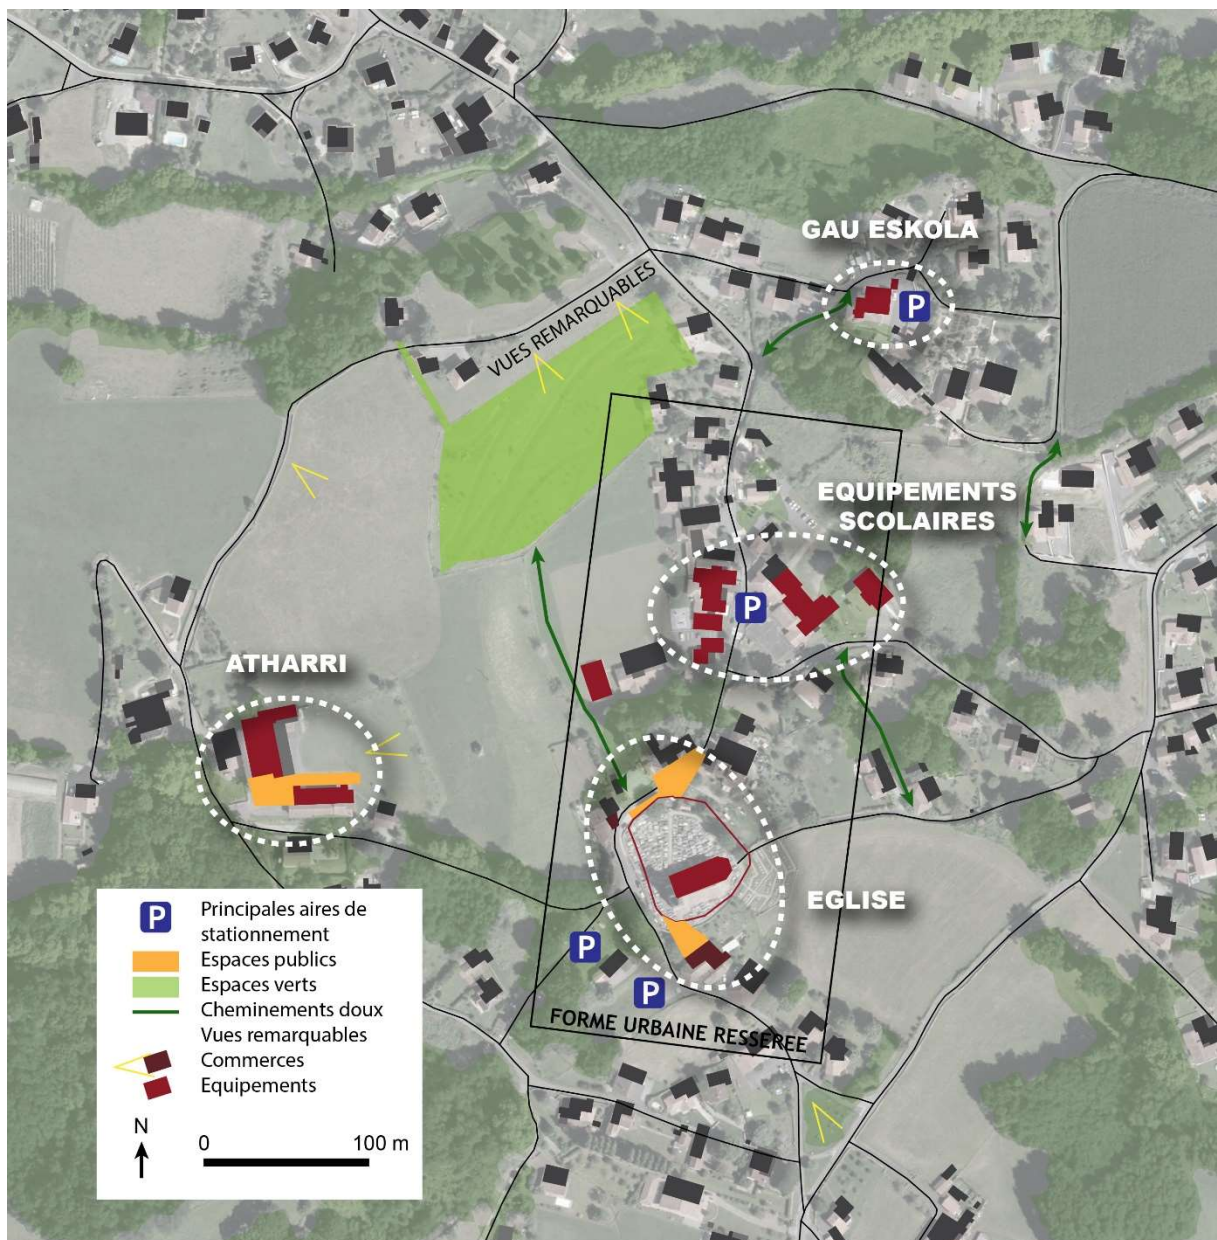 GAU ESKOLA
P
VUES REMARQUABLES
EQUIPEMENTS
SCOLAIRES
P
ATHARRI
EGLISE
P
P
FORME URBAINE RESSEREE
P Principales aires de
stationnement
Espaces publics
Espaces verts
Cheminements doux
Vues remarquables
Commerces
Equipements
N
0 100 m